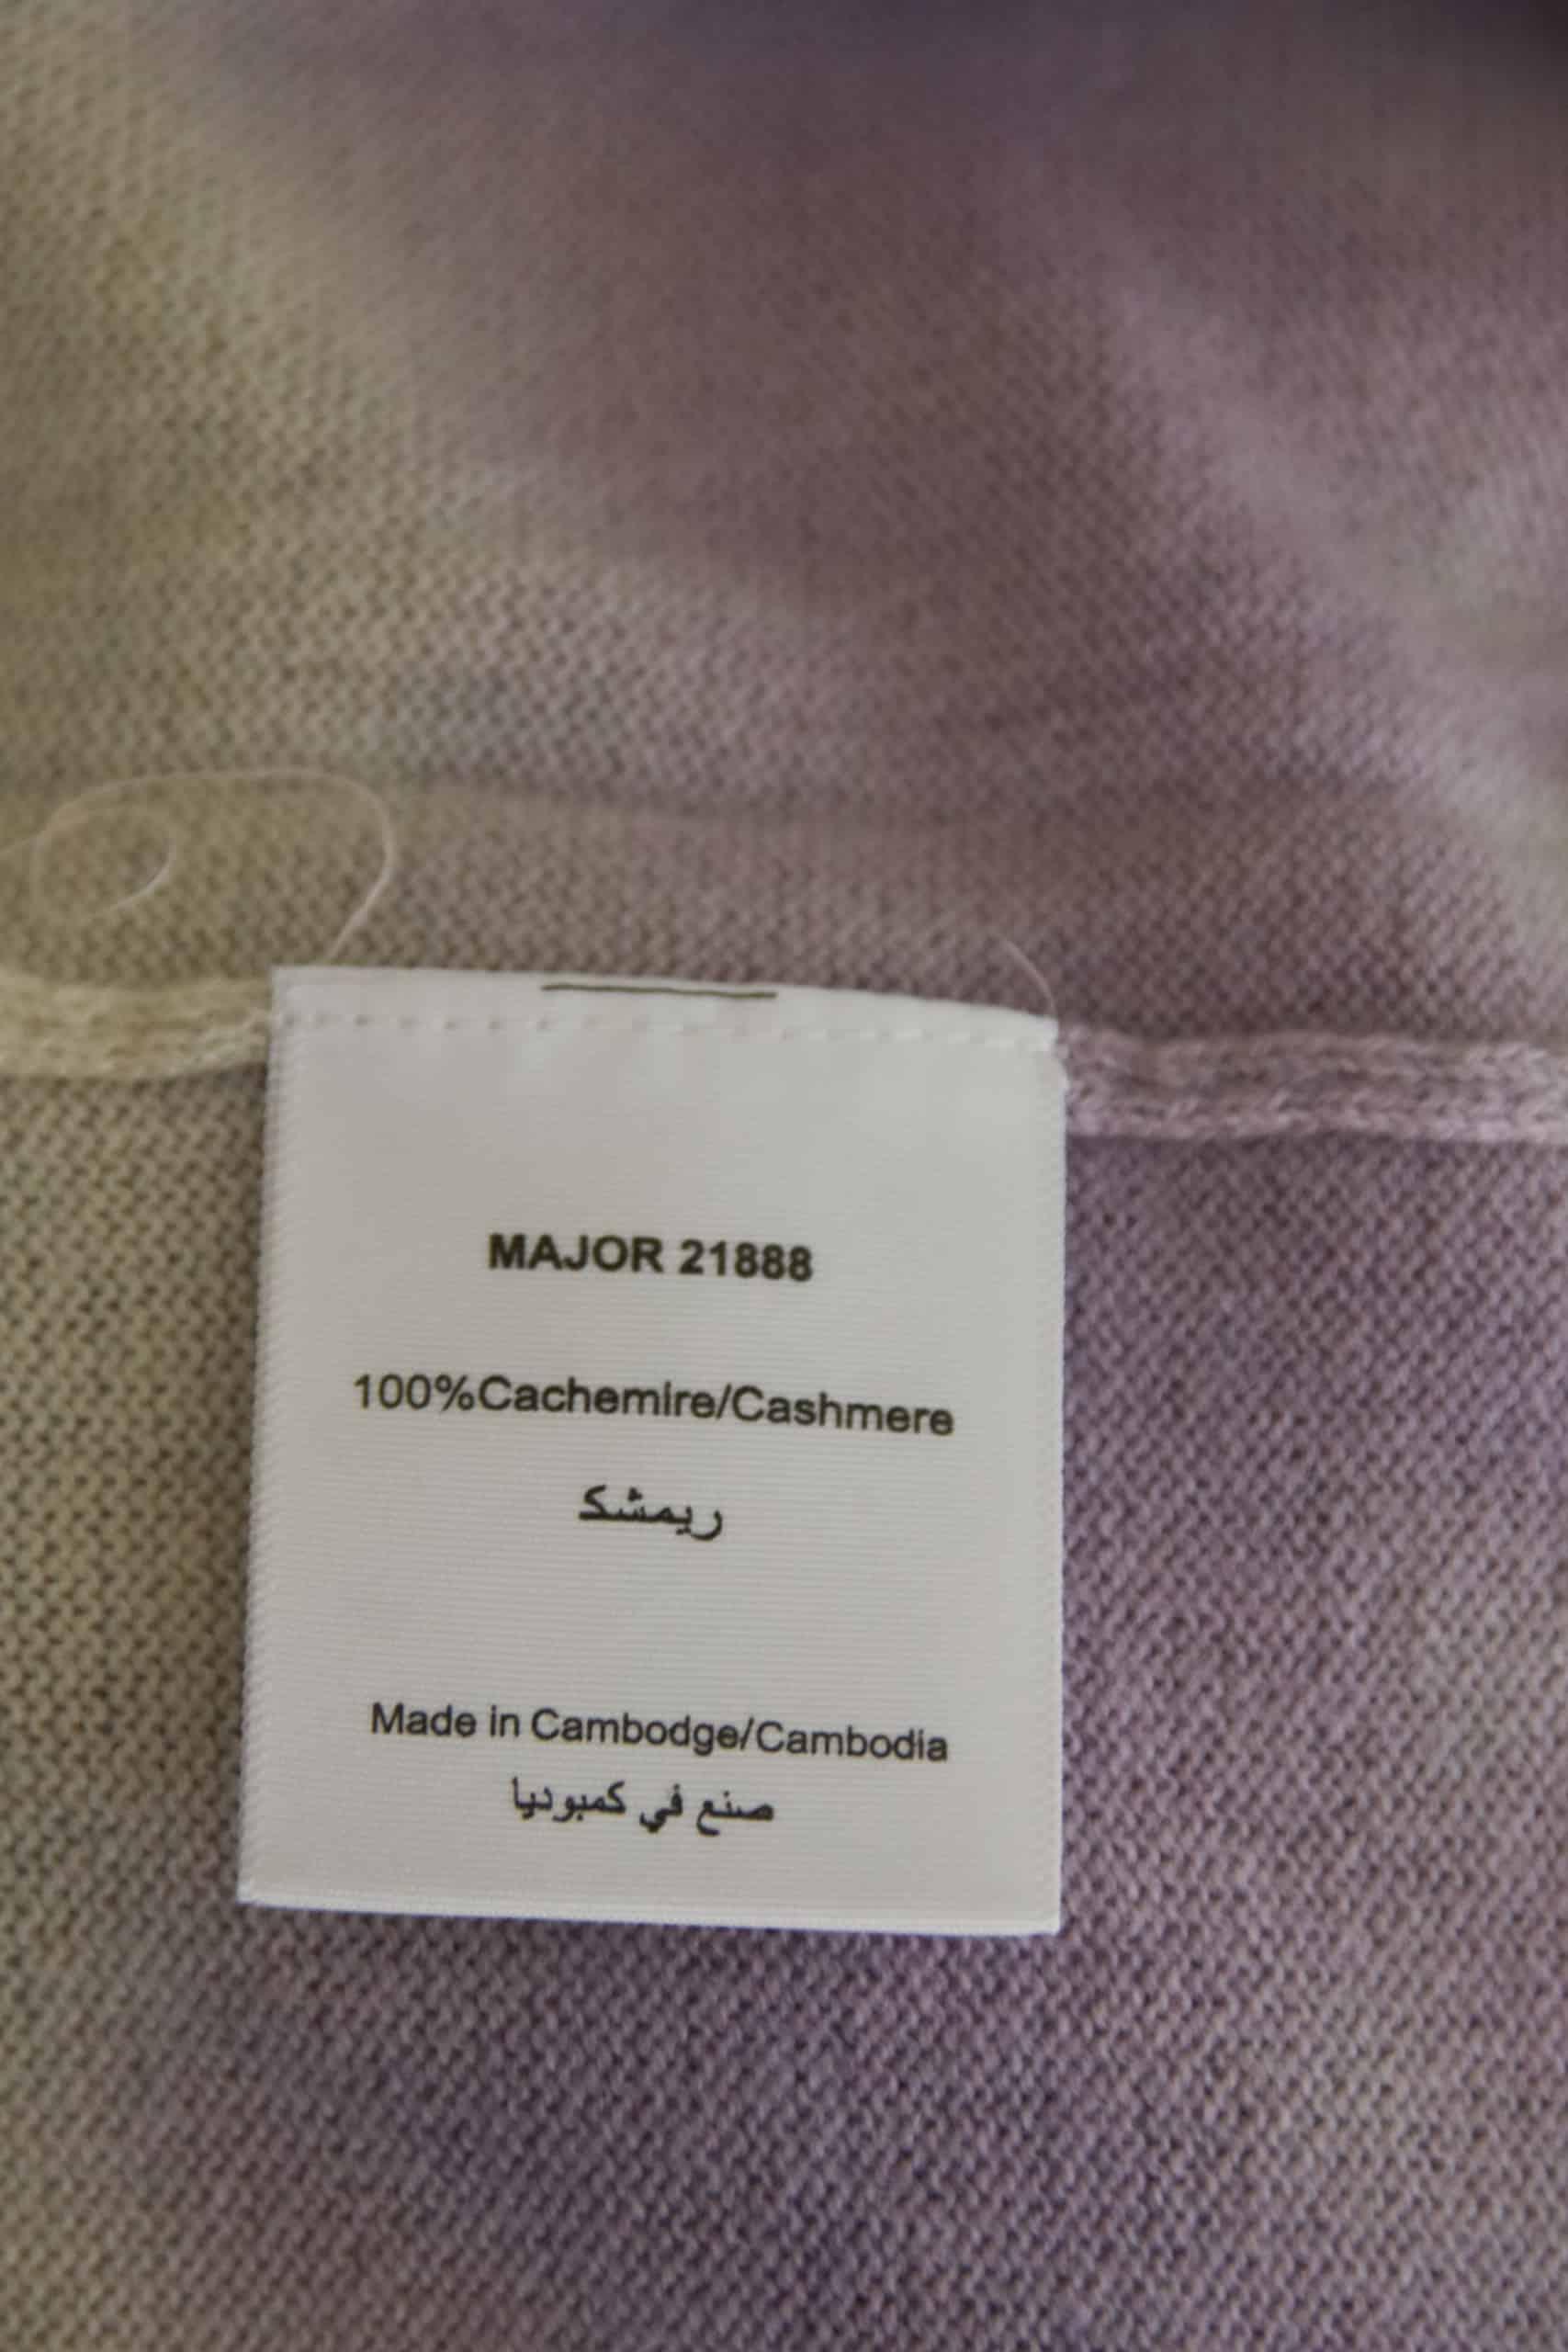 MAJOR 21888
100%Cachemire/Cashmere
ريمشك
Made in Cambodge/Cambodia
صنع في كمبوديا